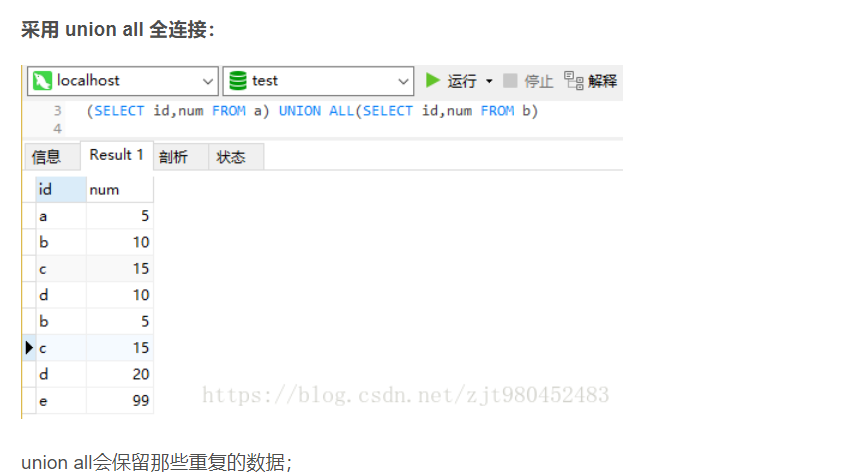 采用 union all 全连接：
localhost test 运行 停止 解释
3 (SELECT id,num FROM a) UNION ALL(SELECT id,num FROM b)
4
信息 Result 1 剖析 状态
id num
a 5
b 10
c 15
d 10
b 5
c 15
d 20
e 99
https://blog.csdn.net/zjt980452483
union all会保留那些重复的数据；